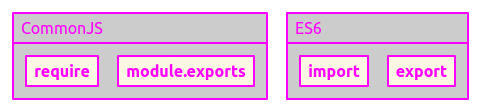 CommonJS
require
module.exports
ES6
import
export